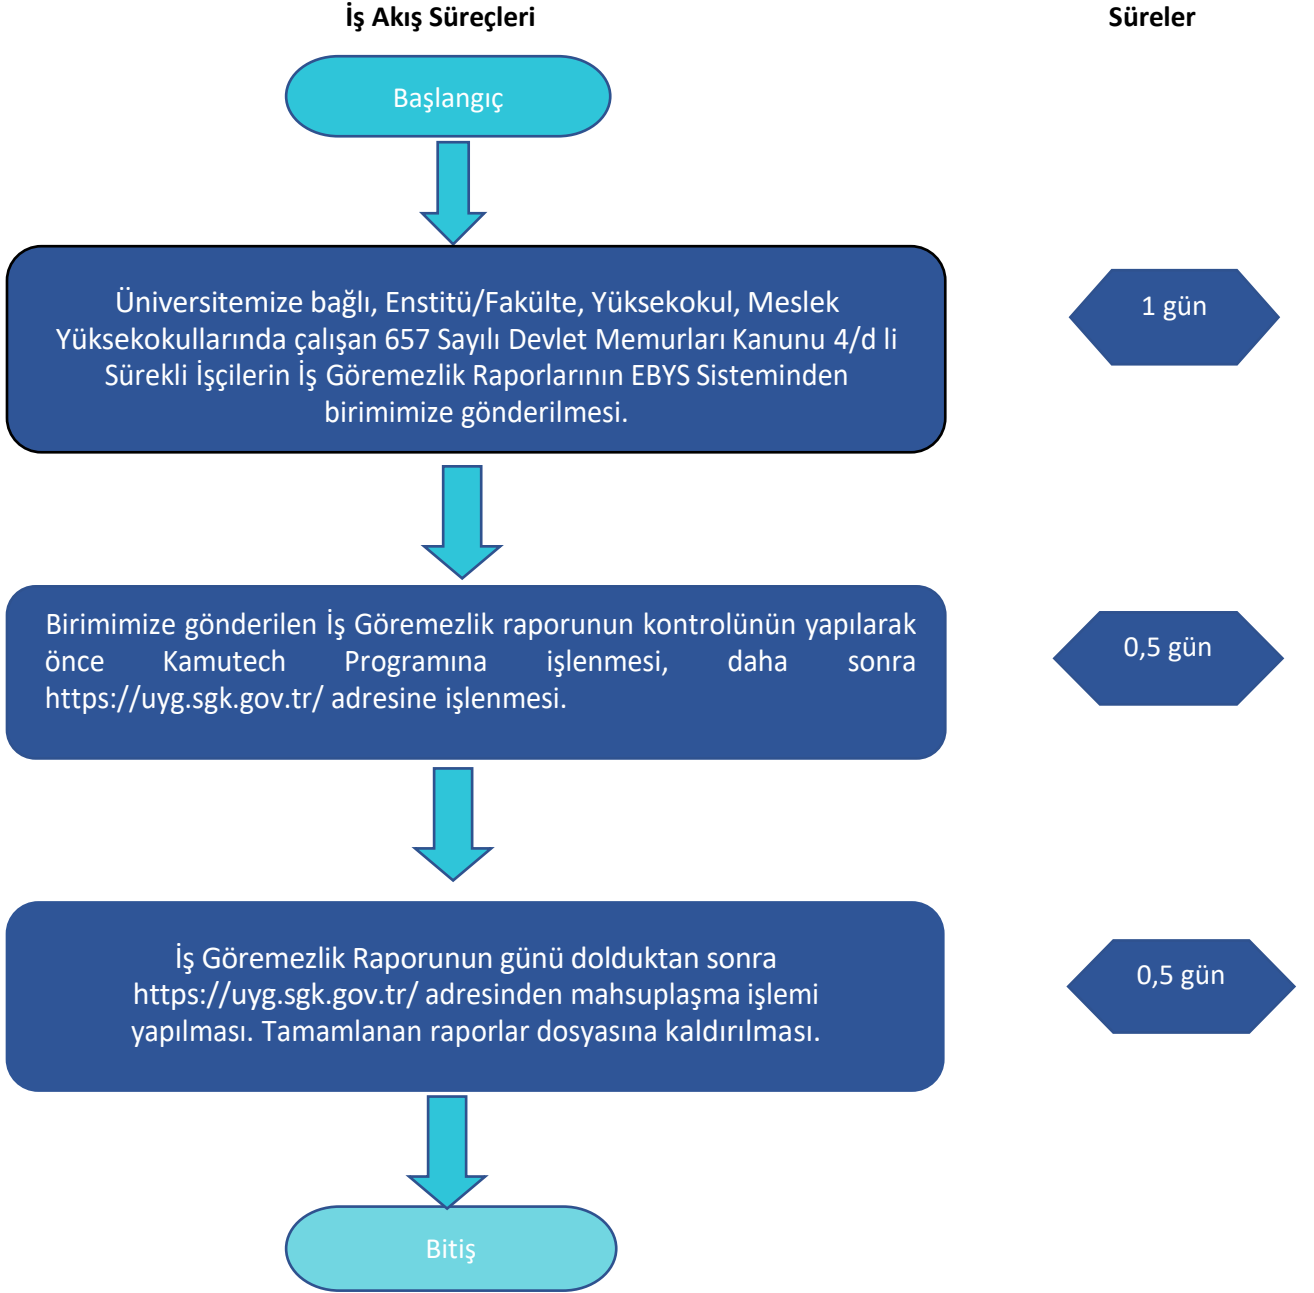 İş Akış Süreçleri
Süreler
Başlangıç
Üniversitemize bağlı, Enstitü/Fakülte, Yüksekokul, Meslek
Yüksekokullarında çalışan 657 Sayılı Devlet Memurları Kanunu 4/d li
Sürekli İşçilerin İş Göremezlik Raporlarının EBYS Sisteminden
birimimize gönderilmesi.
1 gün
Birimimize gönderilen İş Göremezlik raporunun kontrolünün yapılarak
önce Kamutech Programına işlenmesi, daha sonra
https://uyg.sgk.gov.tr/ adresine işlenmesi.
0,5 gün
İş Göremezlik Raporunun günü dolduktan sonra
https://uyg.sgk.gov.tr/ adresinden mahsuplaşma işlemi
yapılması. Tamamlanan raporlar dosyasına kaldırılması.
0,5 gün
Bitiş